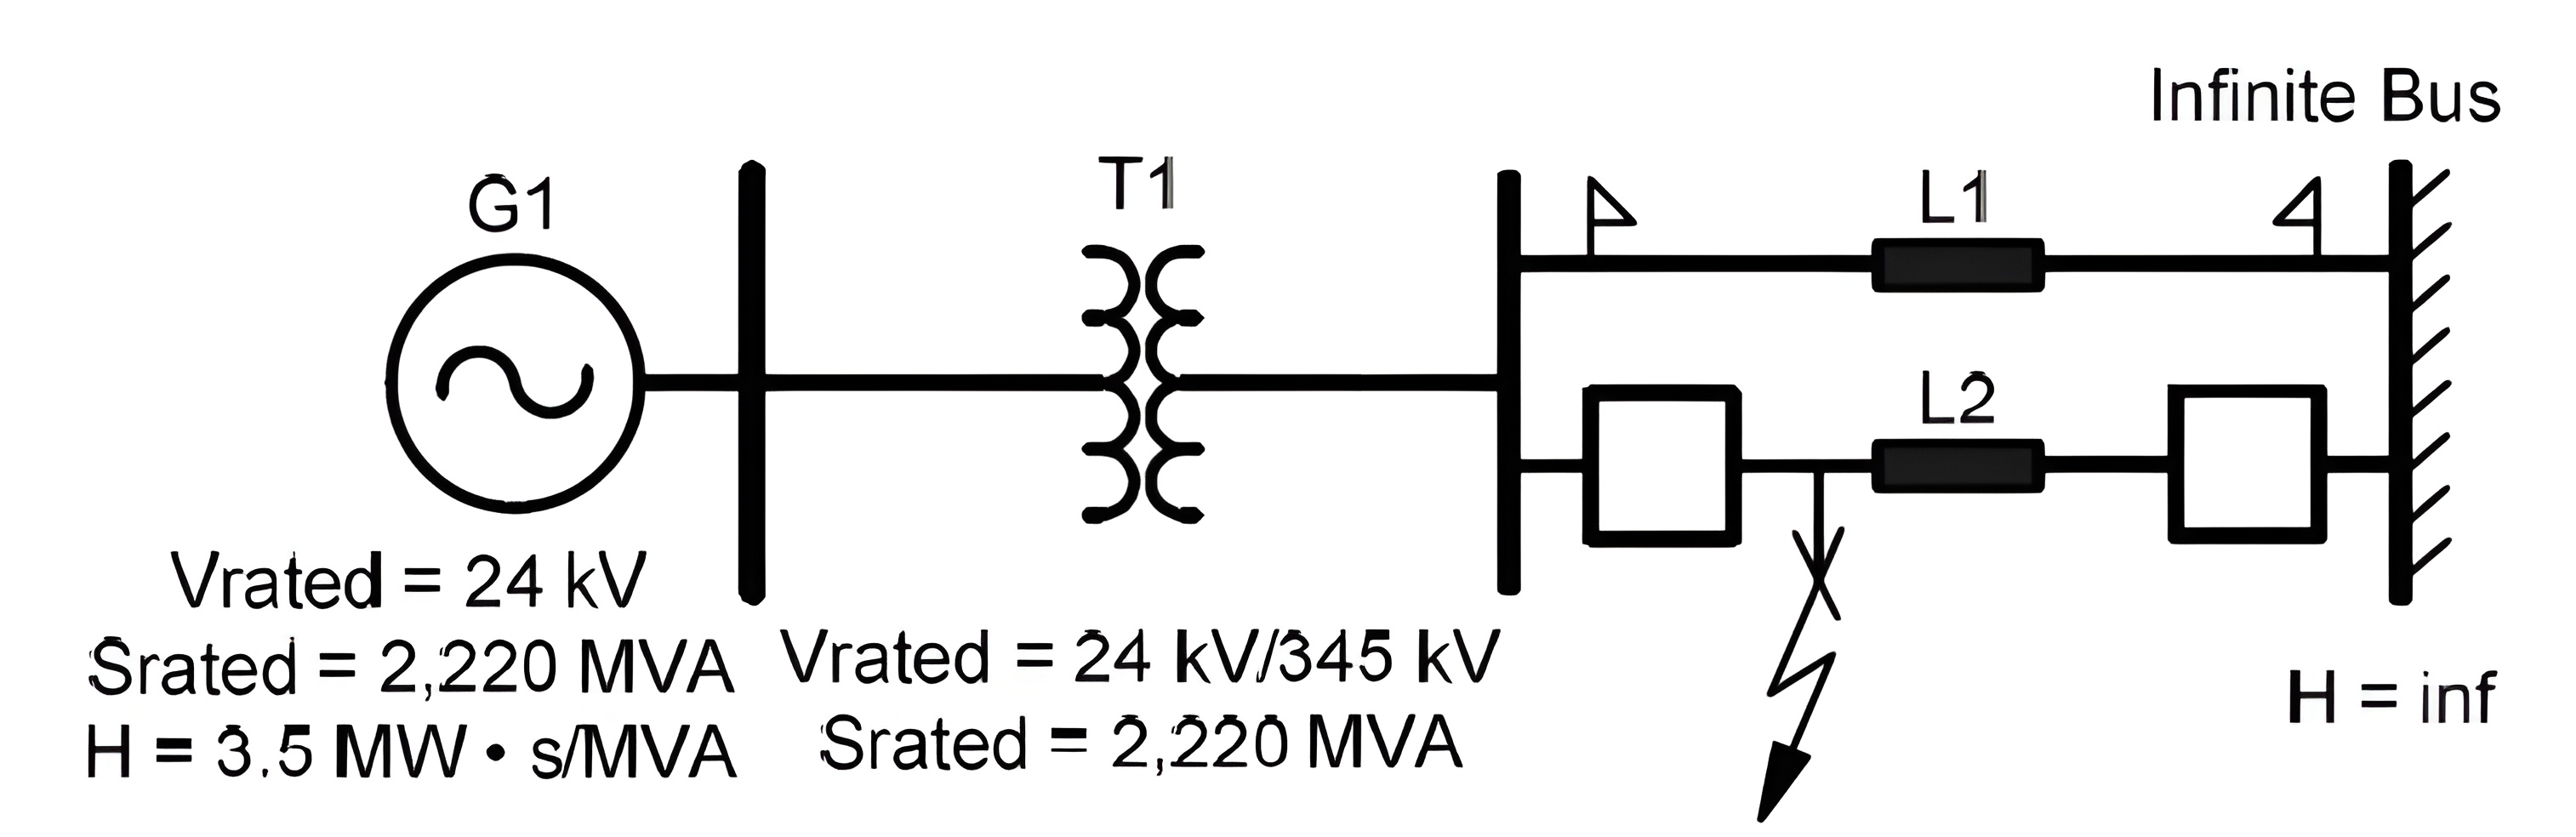 Infinite Bus
G1
T1
L1
L2
Vrated = 24 kV
Srated = 2,220 MVA
H = 3.5 MW • s/MVA
Vrated = 24 kV/345 kV
Srated = 2,220 MVA
H = inf